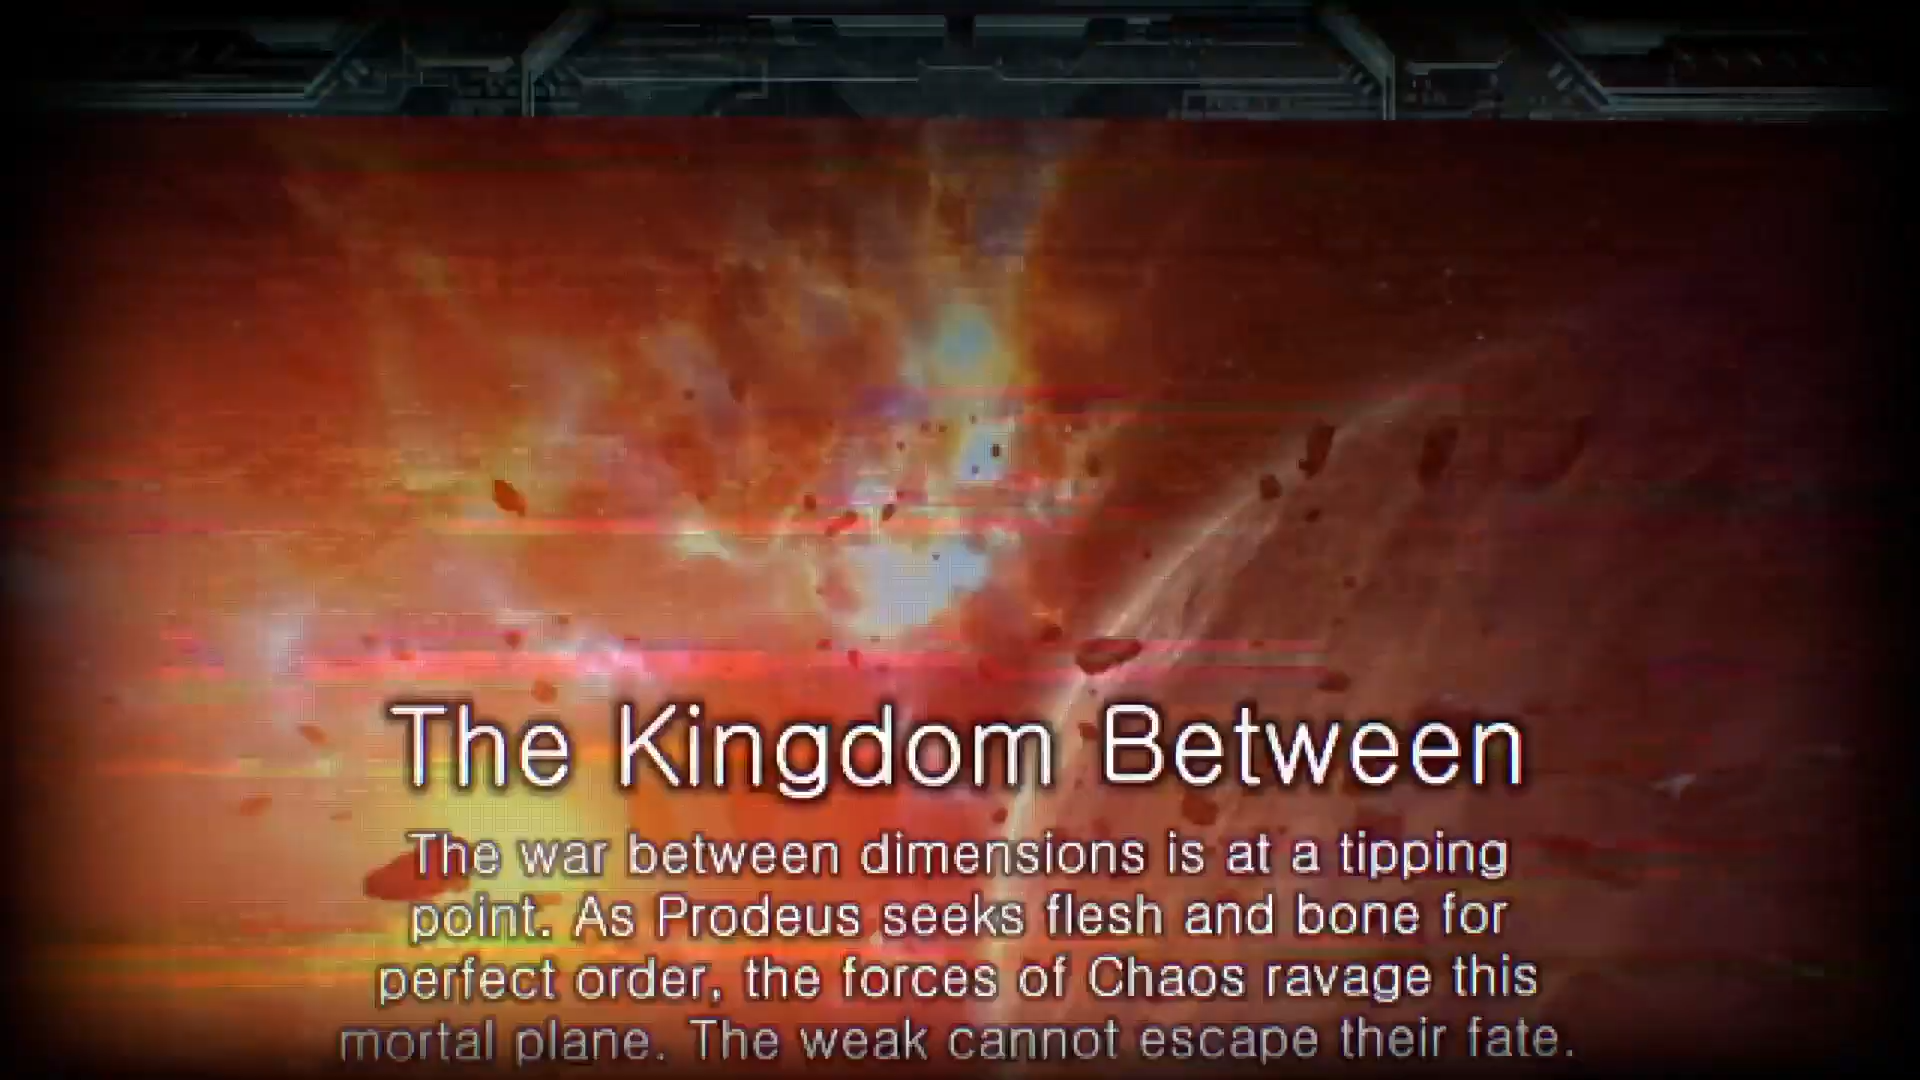 The Kingdom Between
The war between dimensions is at a tipping
point. As Prodeus seeks flesh and bone for
perfect order, the forces of Chaos ravage this
mortal plane. The weak cannot escape their fate.